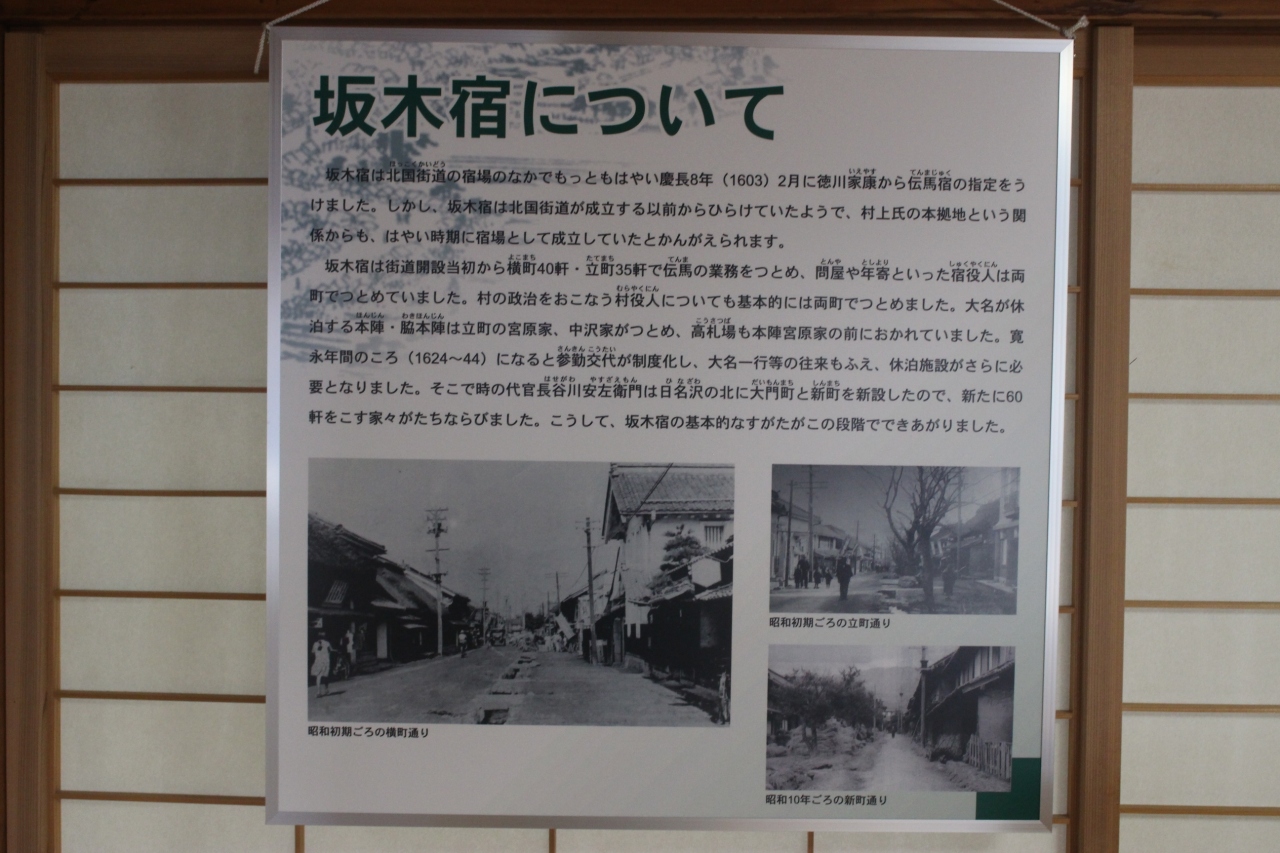 坂木宿について
坂木宿は北国街道の宿場のなかでもっともはやい慶長8年（1603）2月に徳川家康から伝馬宿の指定をう
けました。しかし、坂木宿は北国街道が成立する以前からひらけていたようで、村上氏の本拠地という関
係からも、はやい時期に宿場として成立していたとかんがえられます。
坂木宿は街道開設当初から横町40軒・立町35軒で伝馬の業務をつとめ、問屋や年寄といった宿役人は両
町でつとめていました。村の政治をおこなう村役人についても基本的には両町でつとめました。大名が休
泊する本陣・脇本陣は立町の宮原家、中沢家がつとめ、高札場も本陣宮原家の前におかれていました。寛
永年間のころ（1624～44）になると参勤交代が制度化し、大名一行等の往来もふえ、休泊施設がさらに必
要となりました。そこで時の代官長谷川安左衛門は日名沢の北に大門町と新町を新設したので、新たに60
軒をこす家々がたちならびました。こうして、坂木宿の基本的なすがたがこの段階でできあがりました。
昭和初期ごろの横町通り
昭和初期ごろの立町通り
昭和10年ごろの新町通り